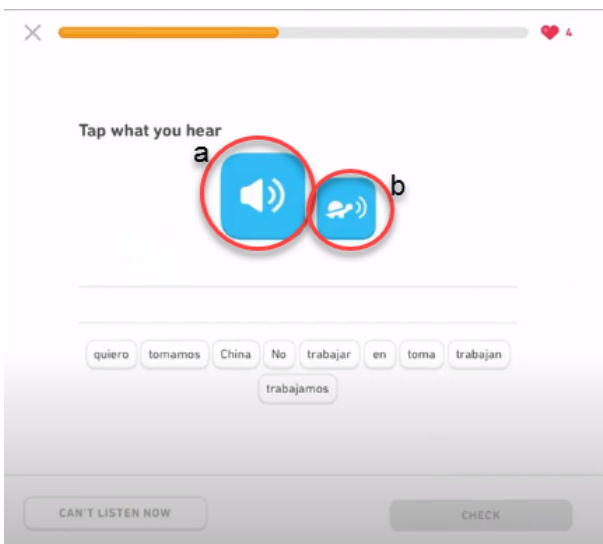 4
Tap what you hear
a
b
quiero tomamos China No trabajar en toma trabajan
trabajamos
CAN'T LISTEN NOW CHECK